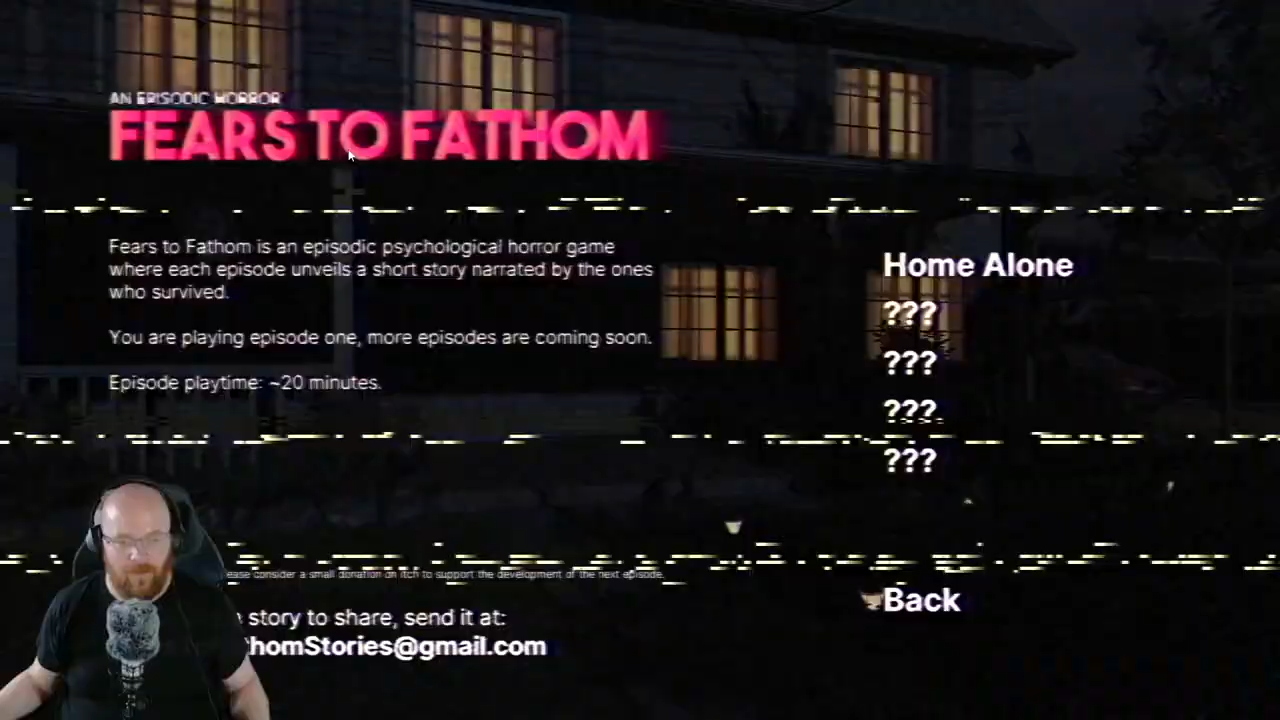 AN EPISODIC HORROR
FEARS TO FATHOM
Fears to Fathom is an episodic psychological horror game
where each episode unveils a short story narrated by the ones
who survived.
You are playing episode one, more episodes are coming soon.
Episode playtime: ~20 minutes.
Home Alone
???
???
???
???
consider a small donation on itch to support the development of the next episode.
story to share, send it at:
homStories@gmail.com
Back